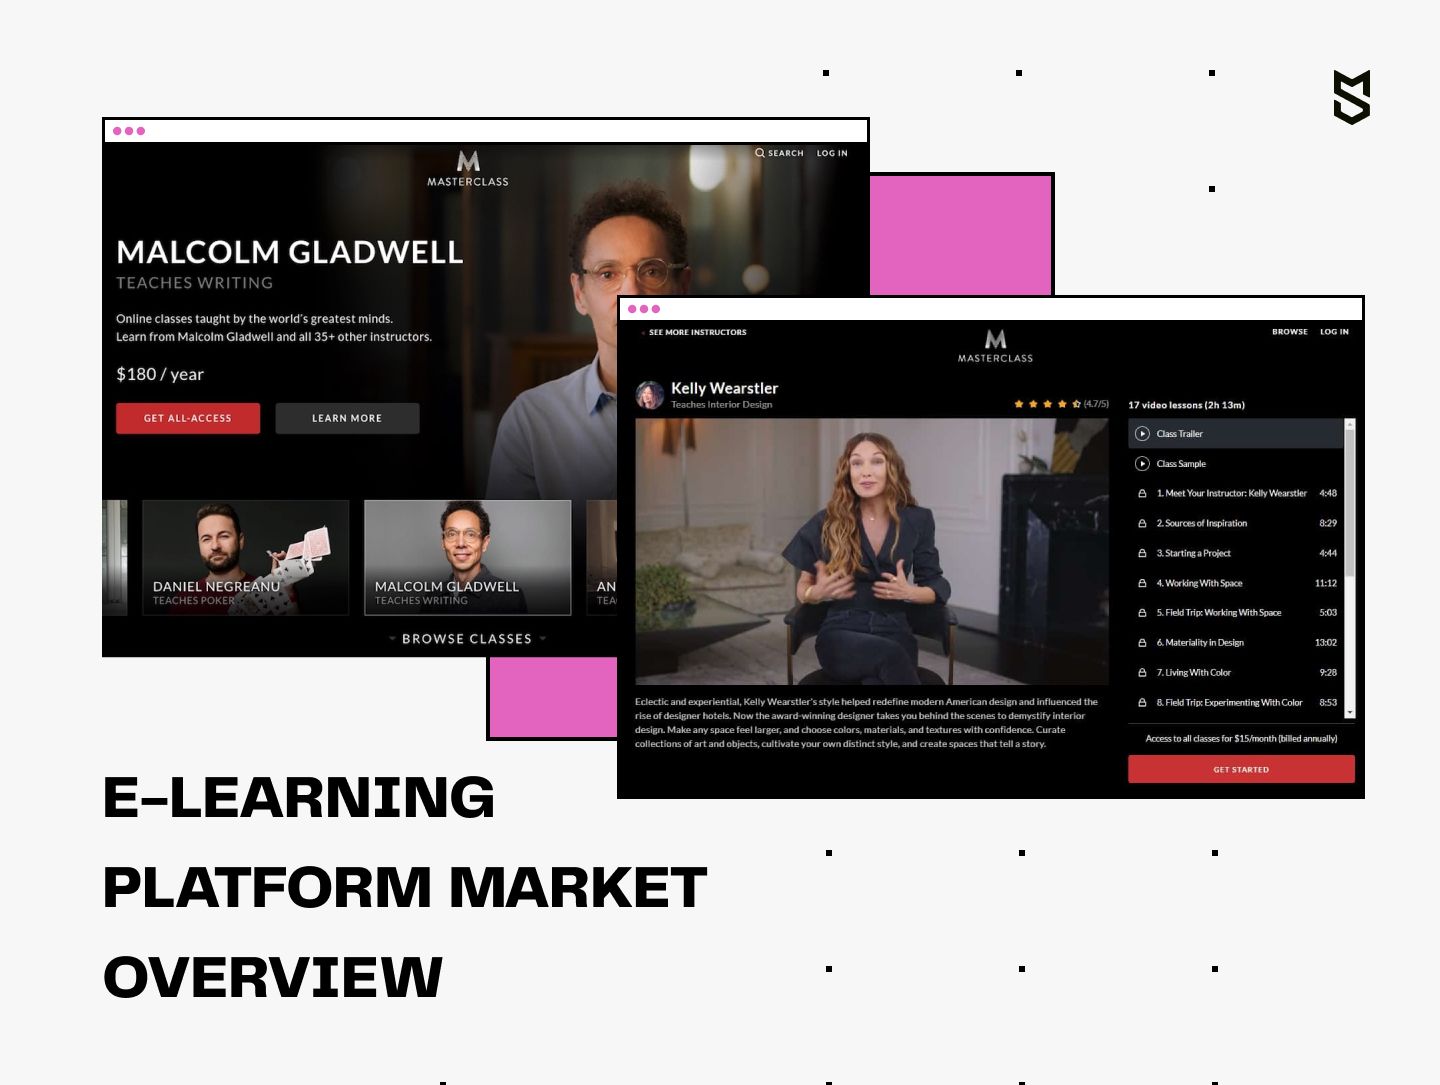 MASTERCLASS
SEARCH LOG IN
MALCOLM GLADWELL
TEACHES WRITING
Online classes taught by the world's greatest minds.
Learn from Malcolm Gladwell and all 35+ other instructors.
$180 / year
GET ALL-ACCESS LEARN MORE
DANIEL NEGREANU
TEACHES POKER
MALCOLM GLADWELL
TEACHES WRITING
AN
TEA
BROWSE CLASSES
SEE MORE INSTRUCTORS
MASTERCLASS
BROWSE LOG IN
Kelly Wearstler
Teaches Interior Design
(4.7/5)
Eclectic and experiential, Kelly Wearstler's style helped redefine modern American design and influenced the
rise of designer hotels. Now the award-winning designer takes you behind the scenes to demystify interior
design. Make any space feel larger, and choose colors, materials, and textures with confidence. Curate
collections of art and objects, cultivate your own distinct style, and create spaces that tell a story.
17 video lessons (2h 13m)
Class Trailer
Class Sample
1. Meet Your Instructor: Kelly Wearstler 4:48
2. Sources of Inspiration 8:29
3. Starting a Project 4:44
4. Working With Space 11:12
5. Field Trip: Working With Space 5:03
6. Materiality in Design 13:02
7. Living With Color 9:28
8. Field Trip: Experimenting With Color 8:53
Access to all classes for $15/month (billed annually)
GET STARTED
E-LEARNING
PLATFORM MARKET
OVERVIEW